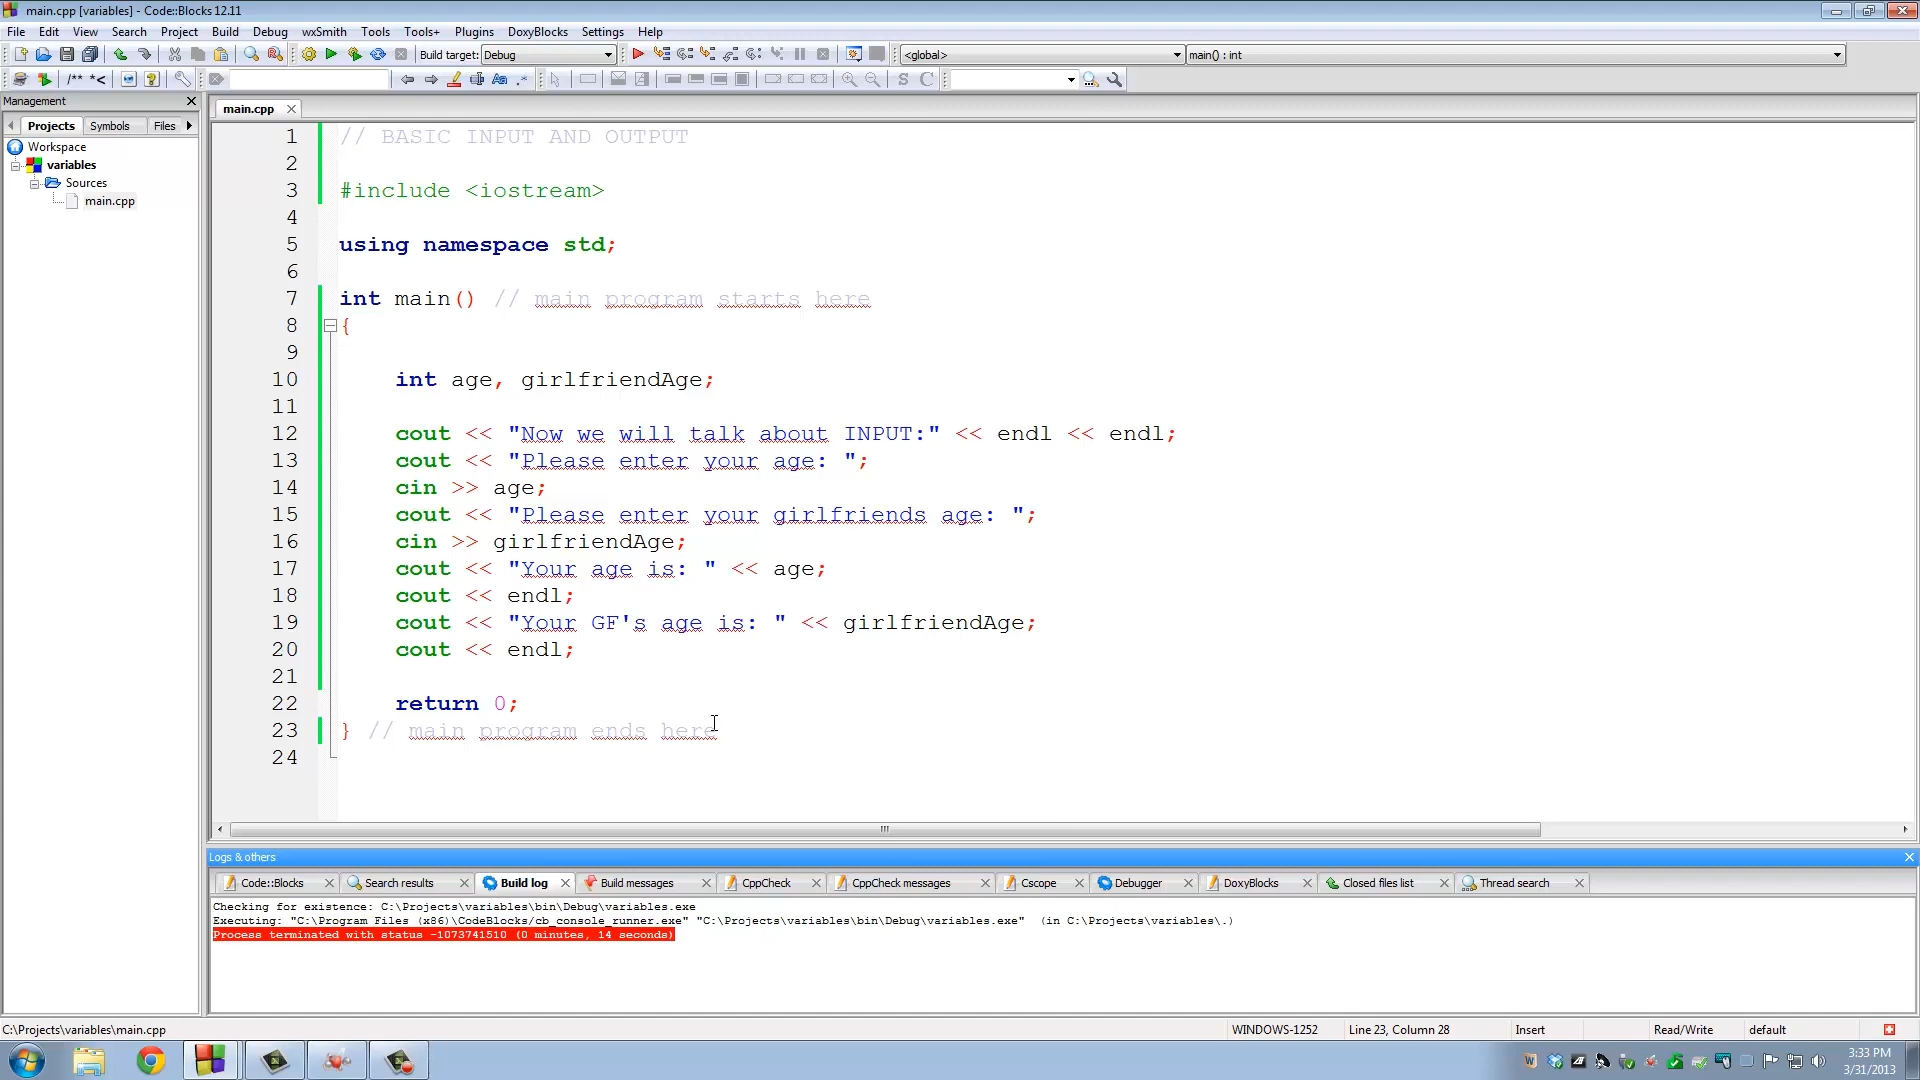 main.cpp [variables] - Code::Blocks 12.11
File Edit View Search Project Build Debug wxSmith Tools Tools+ Plugins DoxyBlocks Settings Help
Build target: Debug <global> main() : int
/** *<
Management
Projects Symbols Files
Workspace
variables
Sources
main.cpp
main.cpp
1 // BASIC INPUT AND OUTPUT
2
3 #include <iostream>
4
5 using namespace std;
6
7 int main() // main program starts here
8 {
9
10 int age, girlfriendAge;
11
12 cout << "Now we will talk about INPUT:" << endl << endl;
13 cout << "Please enter your age: ";
14 cin >> age;
15 cout << "Please enter your girlfriends age: ";
16 cin >> girlfriendAge;
17 cout << "Your age is: " << age;
18 cout << endl;
19 cout << "Your GF's age is: " << girlfriendAge;
20 cout << endl;
21
22 return 0;
23 } // main program ends here
24
Logs & others
Code::Blocks Search results Build log Build messages CppCheck CppCheck messages Cscope Debugger DoxyBlocks Closed files list Thread search
Checking for existence: C:\Projects\variables\bin\Debug\variables.exe
Executing: "C:\Program Files (x86)\CodeBlocks/cb_console_runner.exe" "C:\Projects\variables\bin\Debug\variables.exe" (in C:\Projects\variables\.)
Process terminated with status -1073741510 (0 minutes, 14 seconds)
C:\Projects\variables\main.cpp WINDOWS-1252 Line 23, Column 28 Insert Read/Write default
3:33 PM
3/31/2013